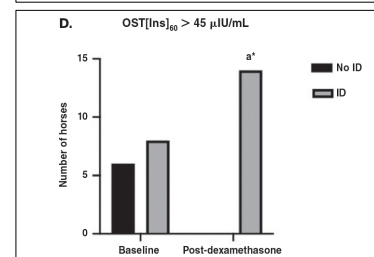 D. OST[Ins]60 > 45 µIU/mL
a*
No ID
ID
15
10
5
0
Number of horses
Baseline Post-dexamethasone